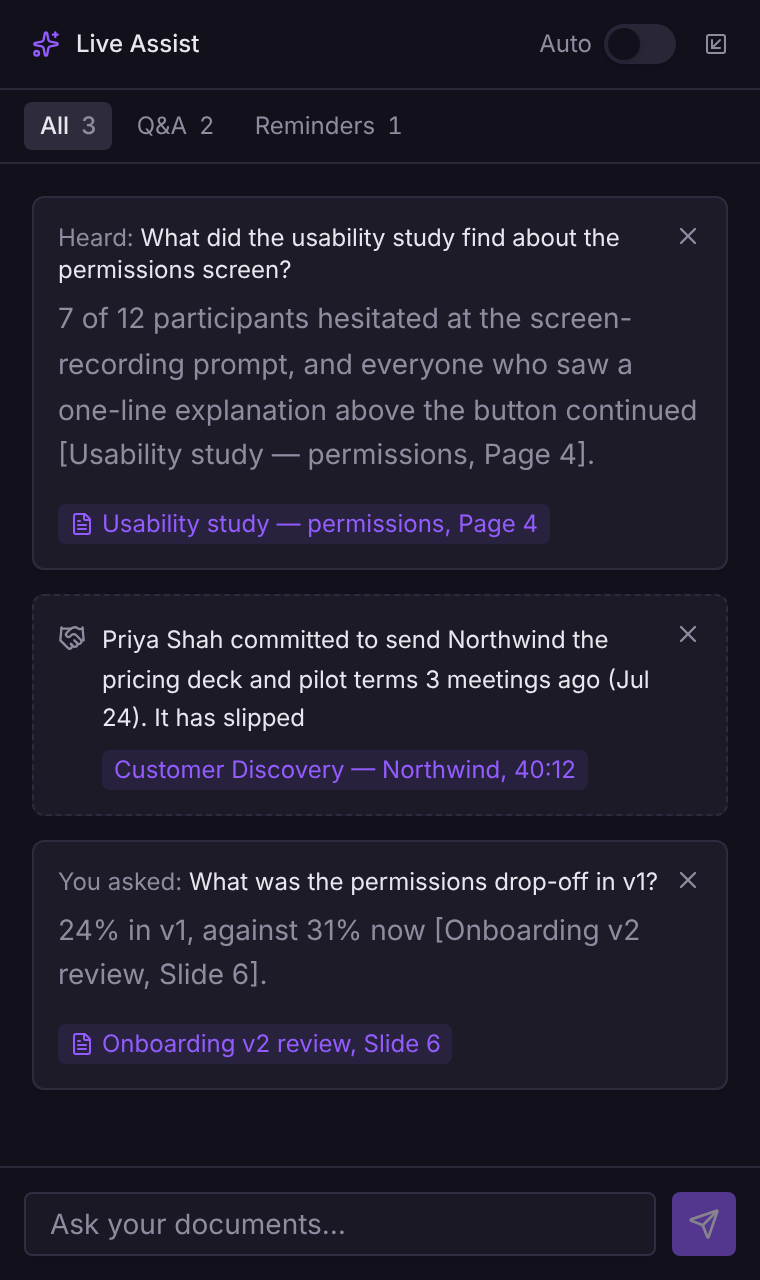 Live Assist
Auto
All 3
Q&A 2
Reminders 1
Heard: What did the usability study find about the
permissions screen?
7 of 12 participants hesitated at the screen-
recording prompt, and everyone who saw a
one-line explanation above the button continued
[Usability study — permissions, Page 4].
Usability study — permissions, Page 4
Priya Shah committed to send Northwind the
pricing deck and pilot terms 3 meetings ago (Jul
24). It has slipped
Customer Discovery — Northwind, 40:12
You asked: What was the permissions drop-off in v1?
24% in v1, against 31% now [Onboarding v2
review, Slide 6].
Onboarding v2 review, Slide 6
Ask your documents...